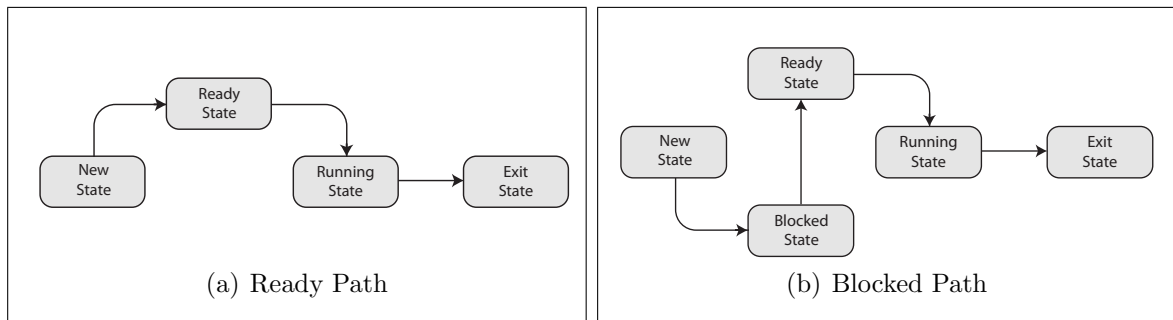 Ready
State
New
State
Running
State
Exit
State
(a) Ready Path
Ready
State
New
State
Running
State
Exit
State
Blocked
State
(b) Blocked Path